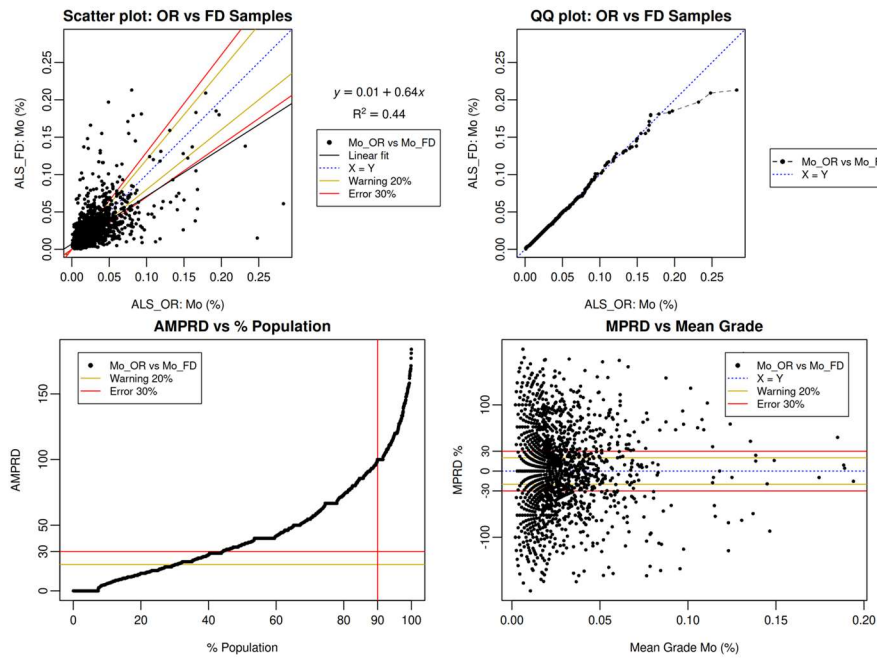 Scatter plot: OR vs FD Samples
ALS_FD: Mo (%)
0.00 0.05 0.10 0.15 0.20 0.25
0.00 0.05 0.10 0.15 0.20 0.25
ALS_OR: Mo (%)
y = 0.01 + 0.64x
R² = 0.44
Mo_OR vs Mo_FD
Linear fit
X = Y
Warning 20%
Error 30%
QQ plot: OR vs FD Samples
ALS_FD: Mo (%)
0.00 0.05 0.10 0.15 0.20 0.25
0.00 0.05 0.10 0.15 0.20 0.25
ALS_OR: Mo (%)
Mo_OR vs Mo_F
X = Y
AMPRD vs % Population
AMPRD
0 30 50 100 150
Mo_OR vs Mo_FD
Warning 20%
Error 30%
0 20 40 60 80 90 100
% Population
MPRD vs Mean Grade
MPRD %
-100 -30 0 30 100
Mo_OR vs Mo_FD
X = Y
Warning 20%
Error 30%
0.00 0.05 0.10 0.15 0.20
Mean Grade Mo (%)